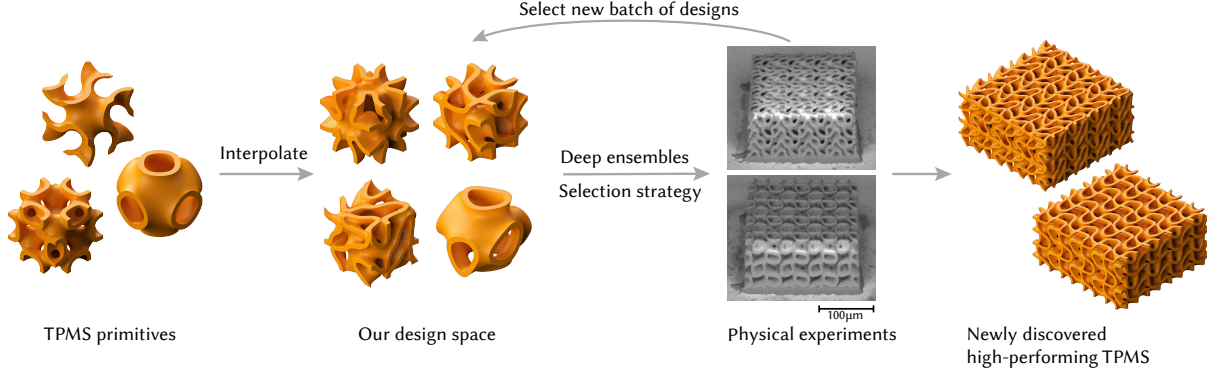 Select new batch of designs
Interpolate
Deep ensembles
Selection strategy
100μm
TPMS primitives
Our design space
Physical experiments
Newly discovered
high-performing TPMS